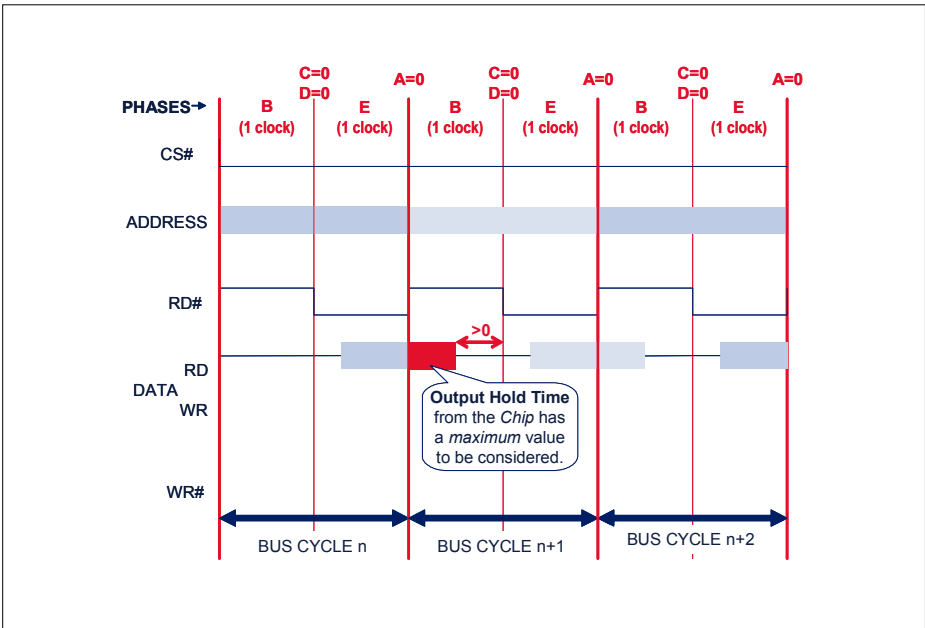 C=0 C=0 C=0
D=0 A=0 D=0 A=0 D=0 A=0
PHASES→ B E B E B E
(1 clock) (1 clock) (1 clock) (1 clock) (1 clock) (1 clock)
CS#
ADDRESS
RD#
>0
RD
DATA
WR
Output Hold Time
from the Chip has
a maximum value
to be considered.
WR#
BUS CYCLE n BUS CYCLE n+1 BUS CYCLE n+2